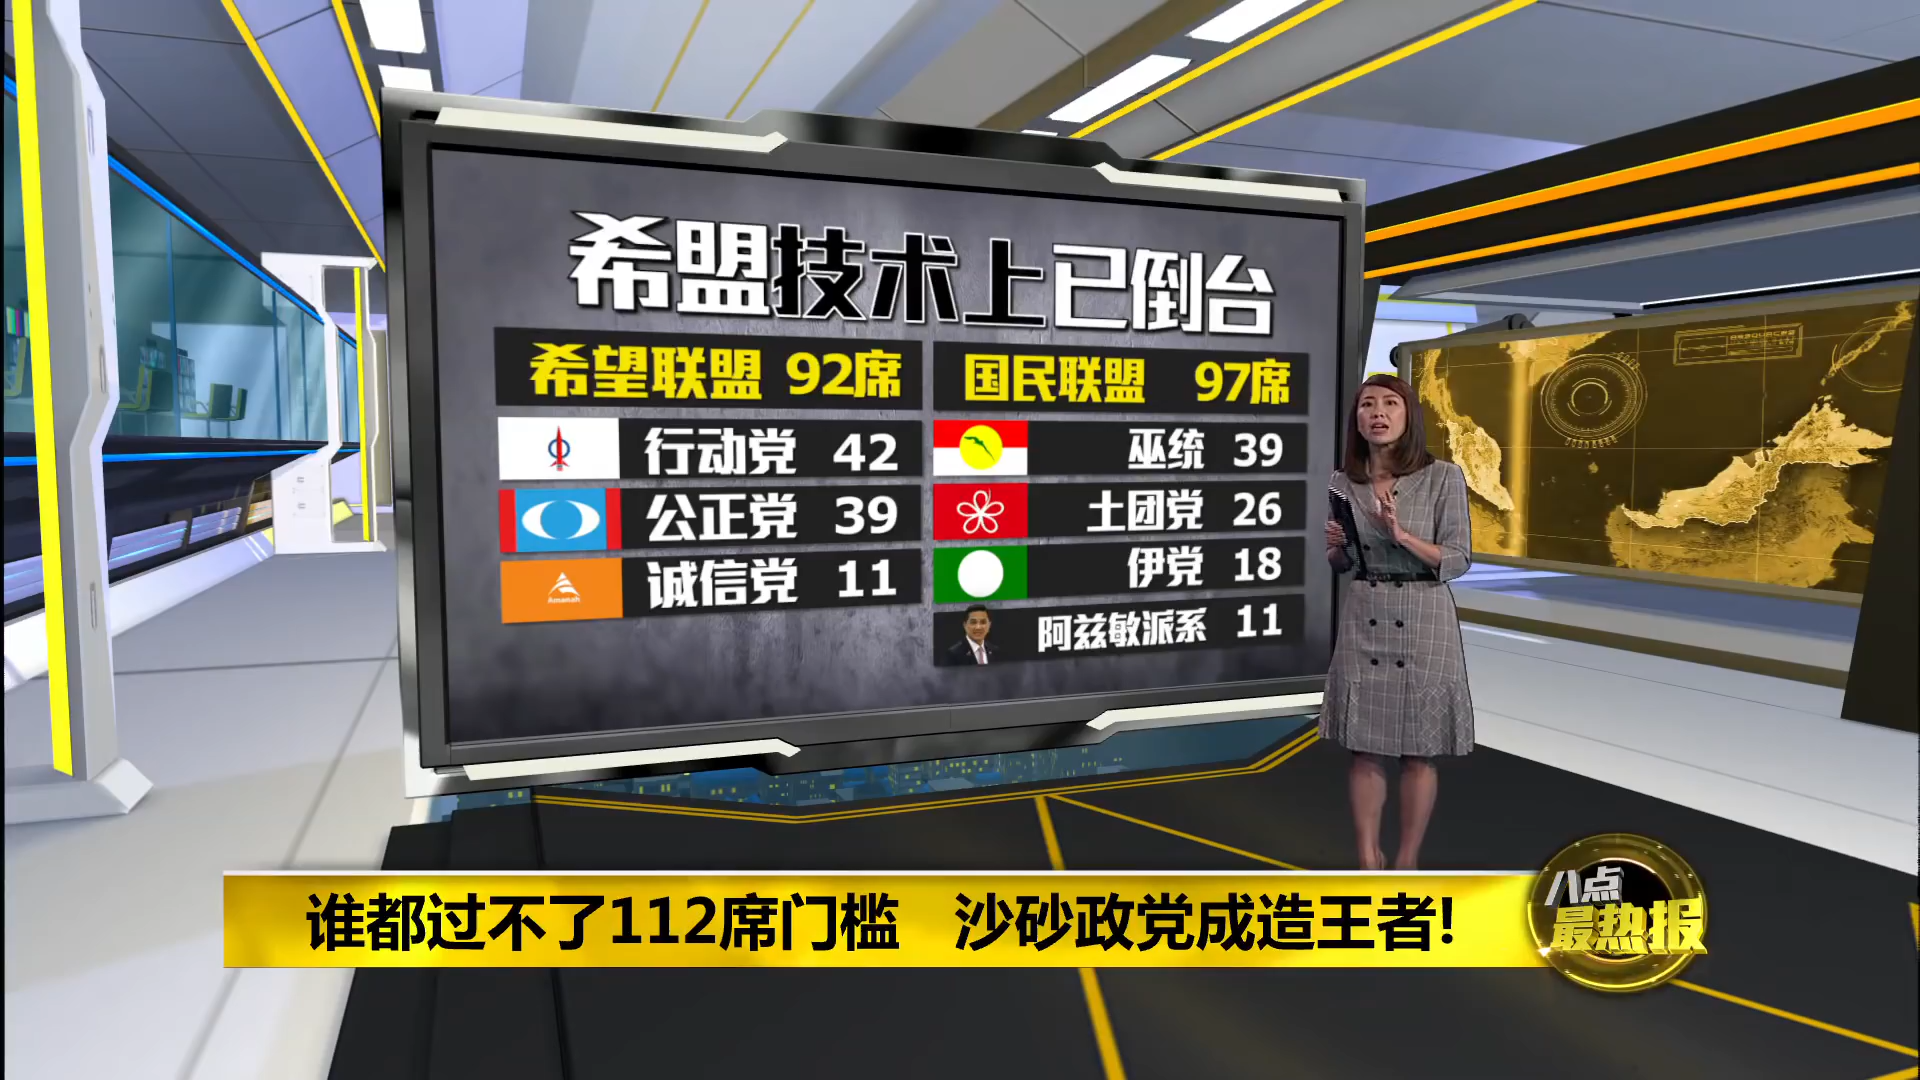 希盟技术上已倒台
希望联盟 92席
行动党 42
公正党 39
Amanah
诚信党 11
国民联盟 97席
巫统 39
土团党 26
伊党 18
阿兹敏派系 11
谁都过不了112席门槛 沙砂政党成造王者!
八点
最热报